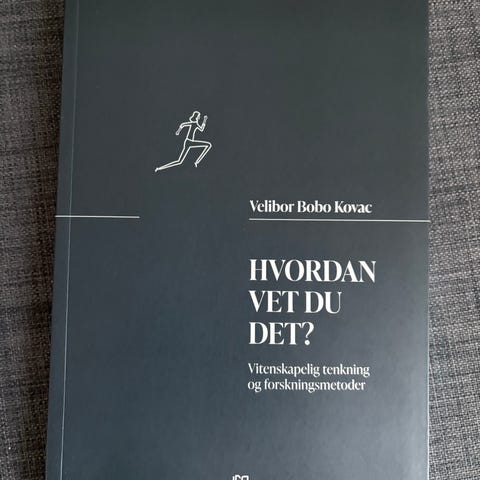 Velibor Bobo Kovac
HVORDAN
VET DU
DET?
Vitenskapelig tenkning
og forskningsmetoder